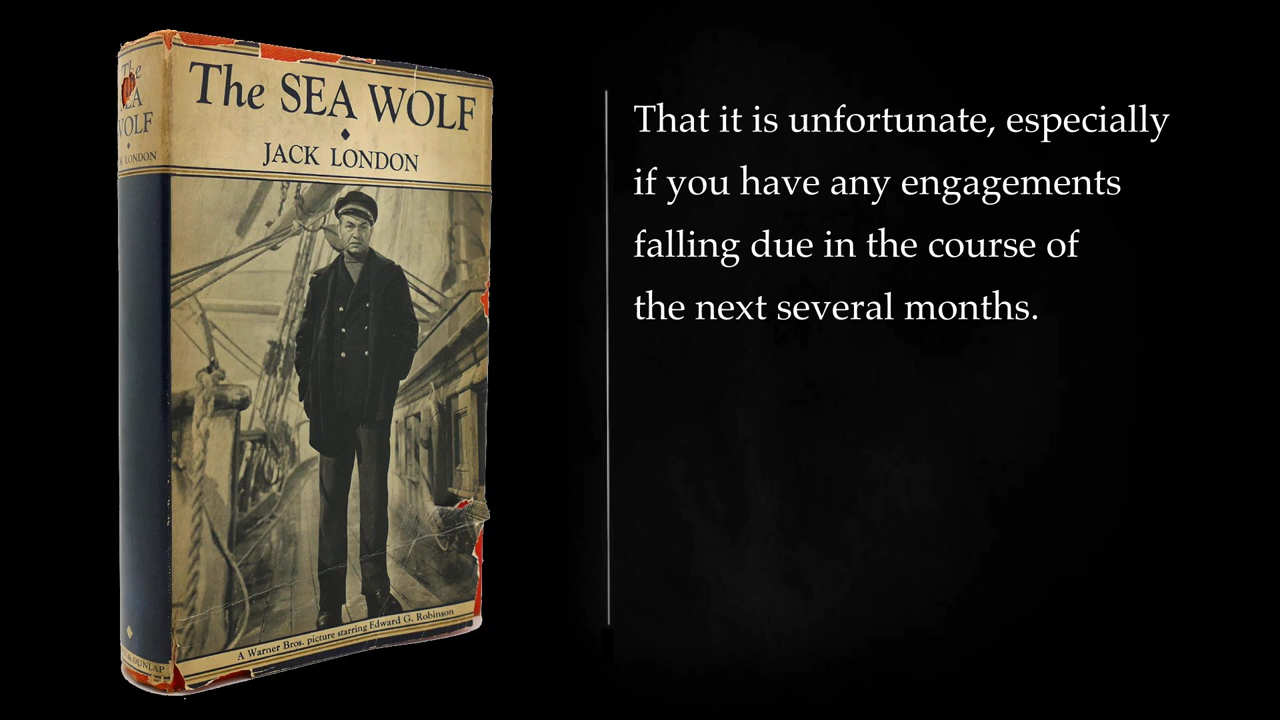 The SEA WOLF
JACK LONDON
The
SEA
WOLF
LONDON
DUNLAP
A Warner Bros. picture starring Edward G. Robinson
That it is unfortunate, especially
if you have any engagements
falling due in the course of
the next several months.